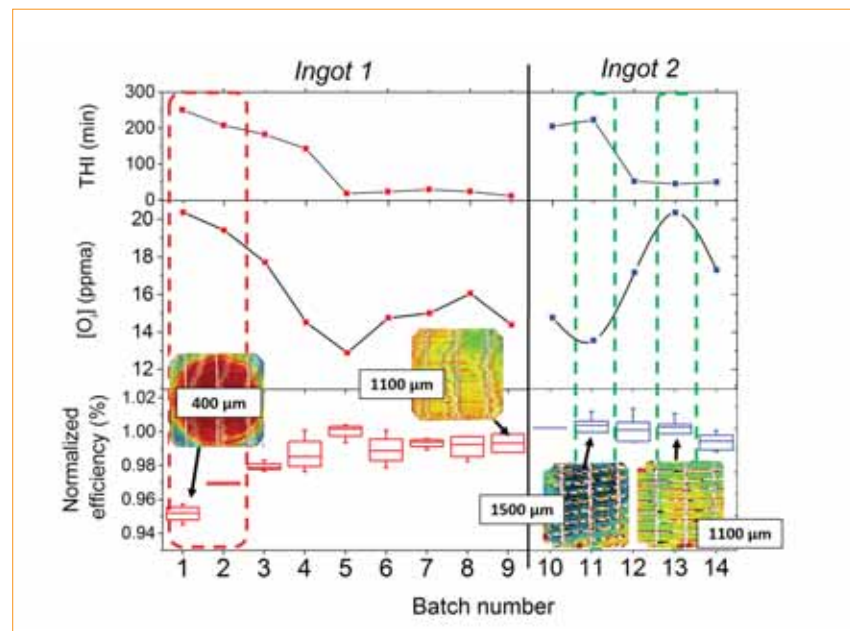 Ingot 1
Ingot 2
THI (min)
300
200
100
0
[Oi] (ppma)
20
18
16
14
12
Normalized
efficiency (%)
1.02
1.00
0.98
0.96
0.94
400 µm
1100 µm
1500 µm
1100 µm
1 2 3 4 5 6 7 8 9 10 11 12 13 14
Batch number